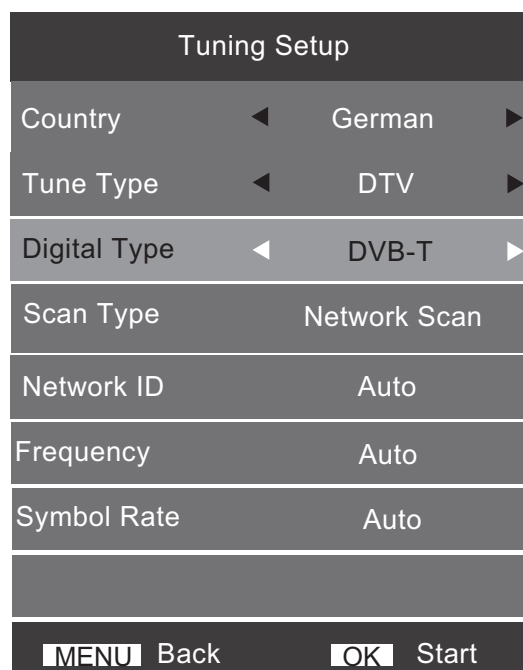 Tuning Setup
Country German
Tune Type DTV
Digital Type DVB-T
Scan Type Network Scan
Network ID Auto
Frequency Auto
Symbol Rate Auto
MENU Back OK Start